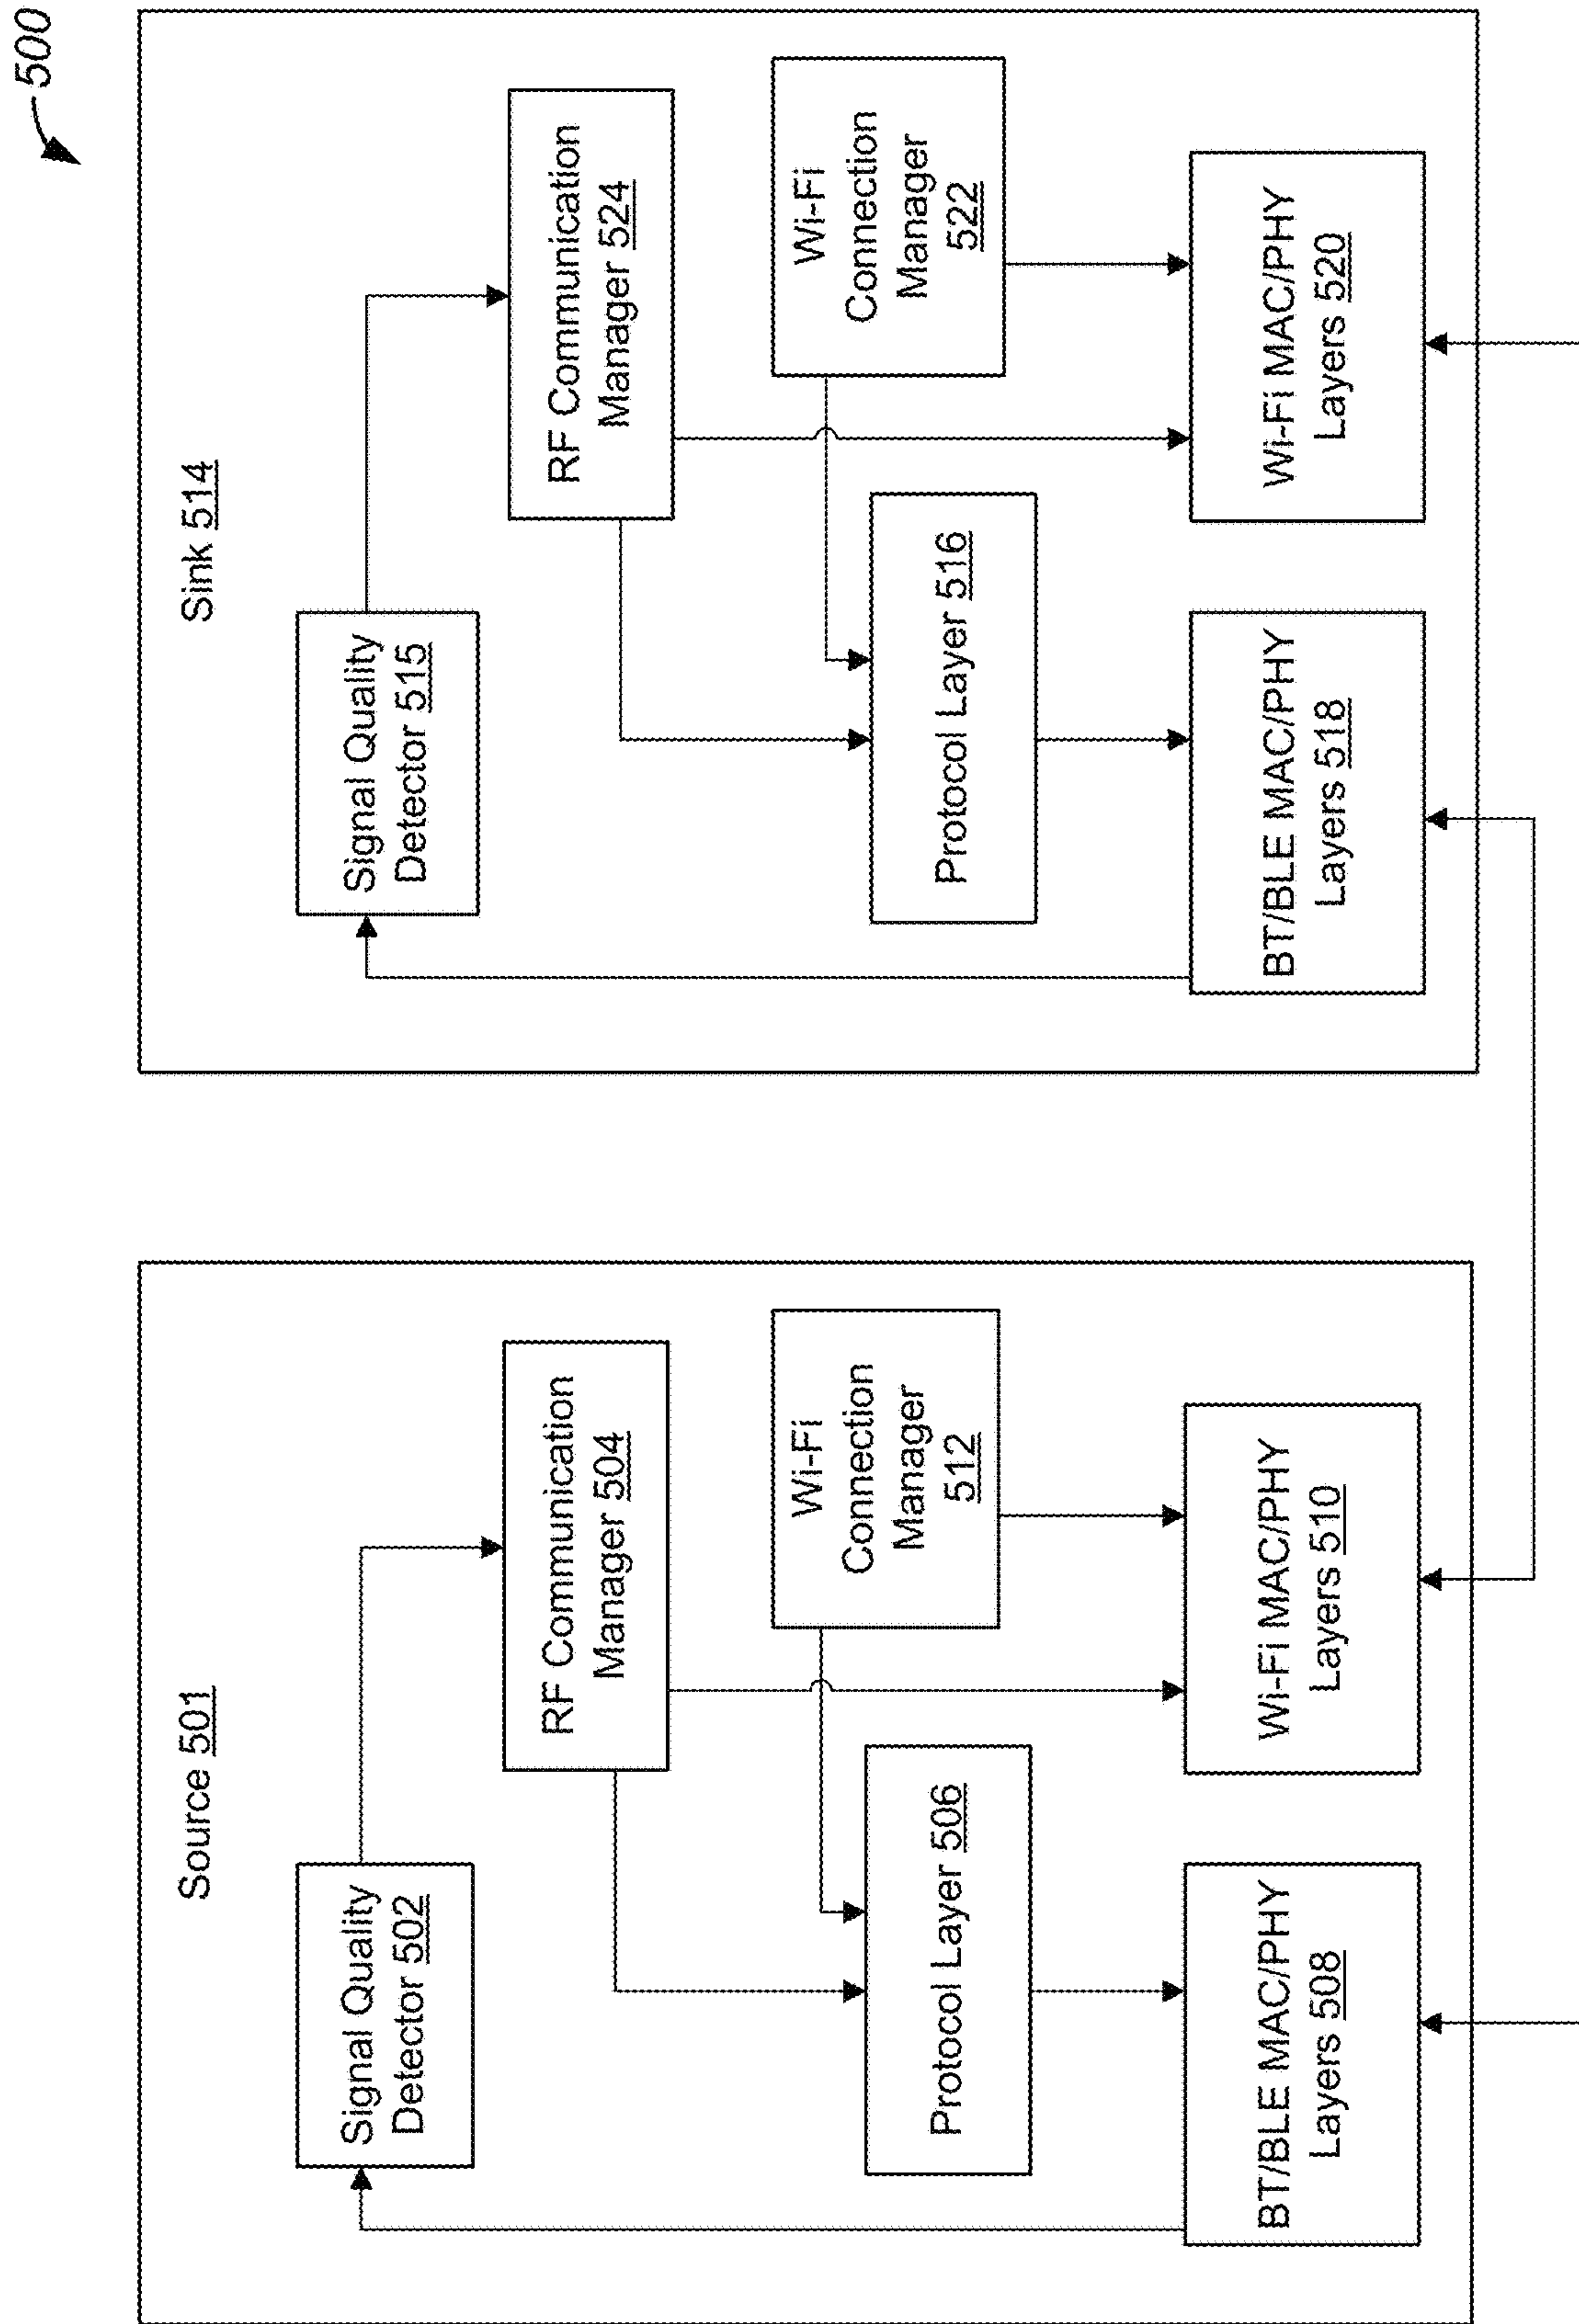 500
Source 501
Signal Quality
Detector 502
RF Communication
Manager 504
Wi-Fi
Connection
Manager
512
Protocol Layer 506
BT/BLE MAC/PHY
Layers 508
Wi-Fi MAC/PHY
Layers 510
Sink 514
Signal Quality
Detector 515
RF Communication
Manager 524
Wi-Fi
Connection
Manager
522
Protocol Layer 516
BT/BLE MAC/PHY
Layers 518
Wi-Fi MAC/PHY
Layers 520